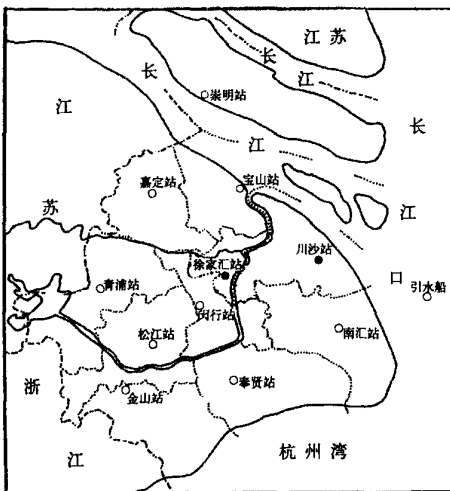 江苏
长
长
江
崇明站
江
长
江
嘉定站
宝山站
苏
江
徐家汇站
川沙站
口
青浦站
引水船
闵行站
松江站
南汇站
浙
金山站
奉贤站
江
杭州湾